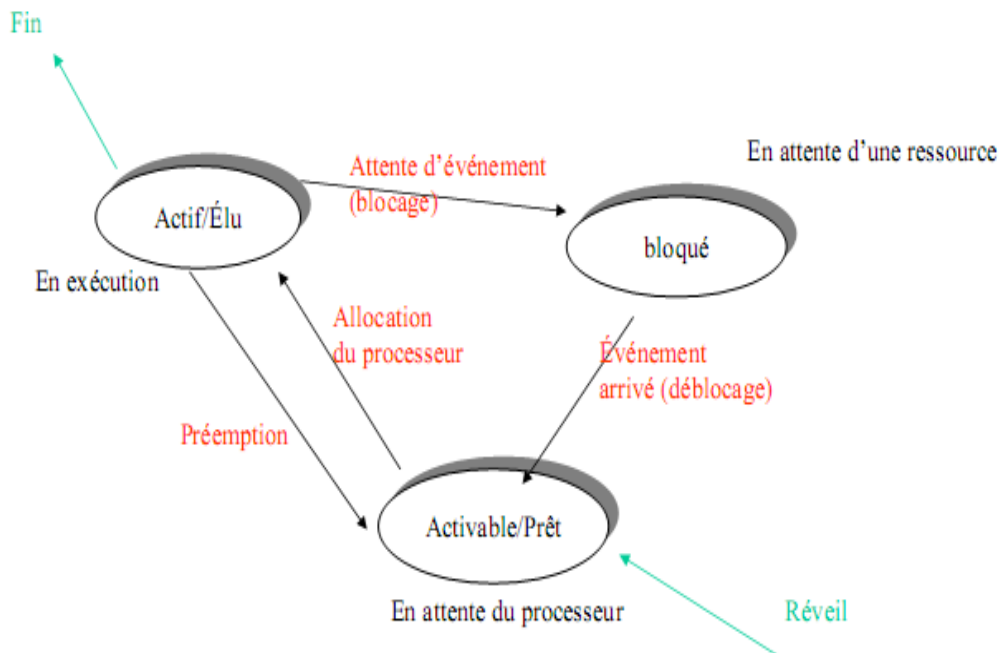 Fin
En attente d'une ressource
Attente d'événement
(blocage)
Actif/Élu
bloqué
En exécution
Allocation
du processeur
Événement
arrivé (déblocage)
Préemption
Activable/Prêt
En attente du processeur
Réveil